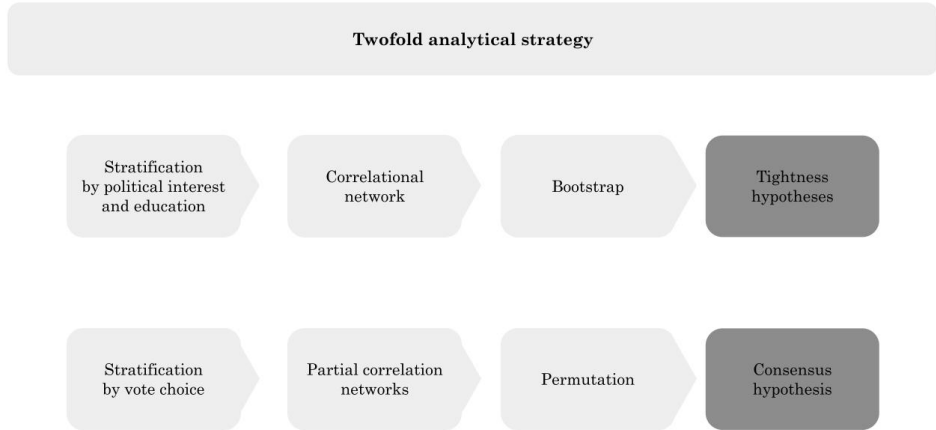 Twofold analytical strategy
Stratification
by political interest
and education
Correlational
network
Bootstrap
Tightness
hypotheses
Stratification
by vote choice
Partial correlation
networks
Permutation
Consensus
hypothesis